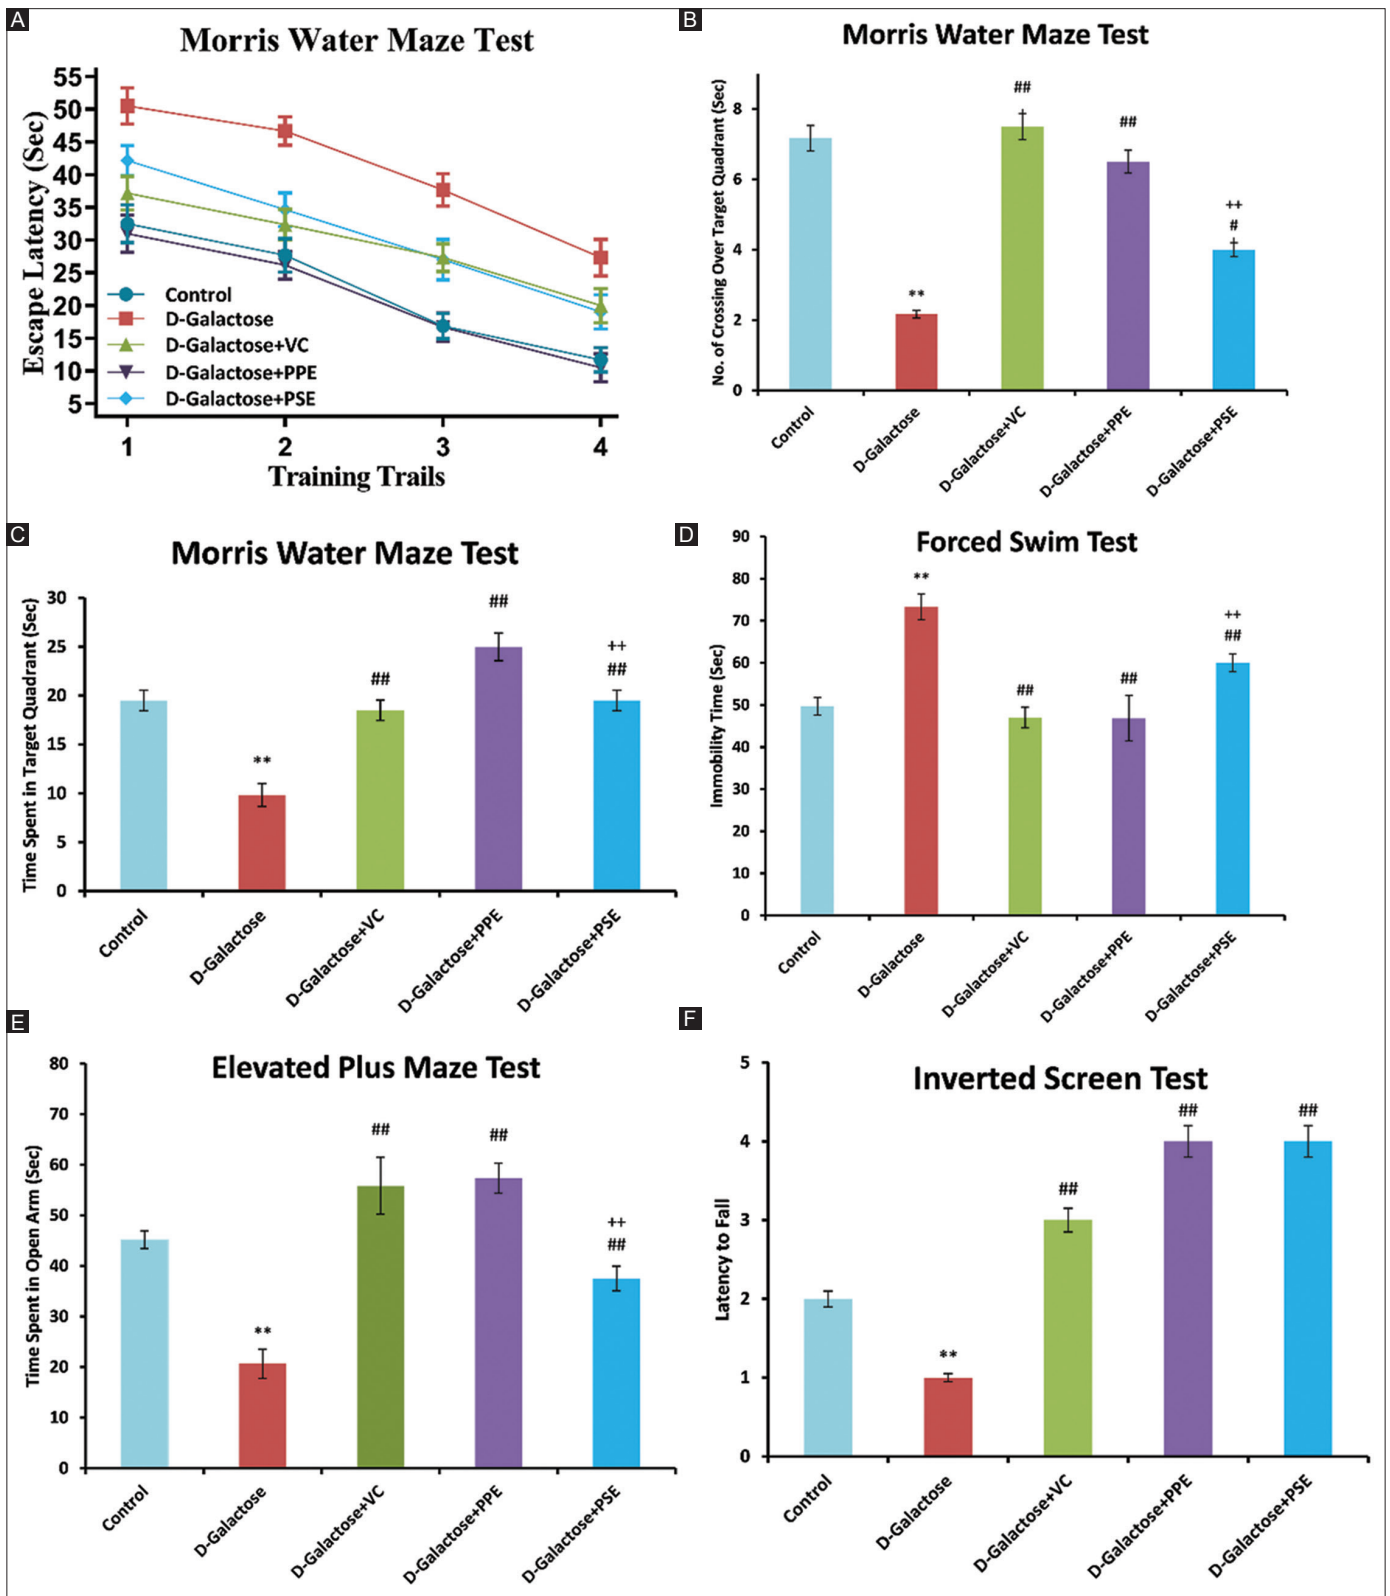 A
Morris Water Maze Test
Escape Latency (Sec)
55
50
45
40
35
30
25
20
15
10
5
Control
D-Galactose
D-Galactose+VC
D-Galactose+PPE
D-Galactose+PSE
1 2 3 4
Training Trails
B
Morris Water Maze Test
No. of Crossing Over Target Quadrant (Sec)
8
6
4
2
0
**
##
##
++
#
Control
D-Galactose
D-Galactose+VC
D-Galactose+PPE
D-Galactose+PSE
C
Morris Water Maze Test
Time Spent in Target Quadrant (Sec)
30
25
20
15
10
5
0
**
##
##
++
##
Control
D-Galactose
D-Galactose+VC
D-Galactose+PPE
D-Galactose+PSE
D
Forced Swim Test
Immobility Time (Sec)
90
80
70
60
50
40
30
20
10
0
**
##
##
++
##
Control
D-Galactose
D-Galactose+VC
D-Galactose+PPE
D-Galactose+PSE
E
Elevated Plus Maze Test
Time Spent in Open Arm (Sec)
80
70
60
50
40
30
20
10
0
**
##
##
++
##
Control
D-Galactose
D-Galactose+VC
D-Galactose+PPE
D-Galactose+PSE
F
Inverted Screen Test
Latency to Fall
5
4
3
2
1
0
**
##
##
##
Control
D-Galactose
D-Galactose+VC
D-Galactose+PPE
D-Galactose+PSE